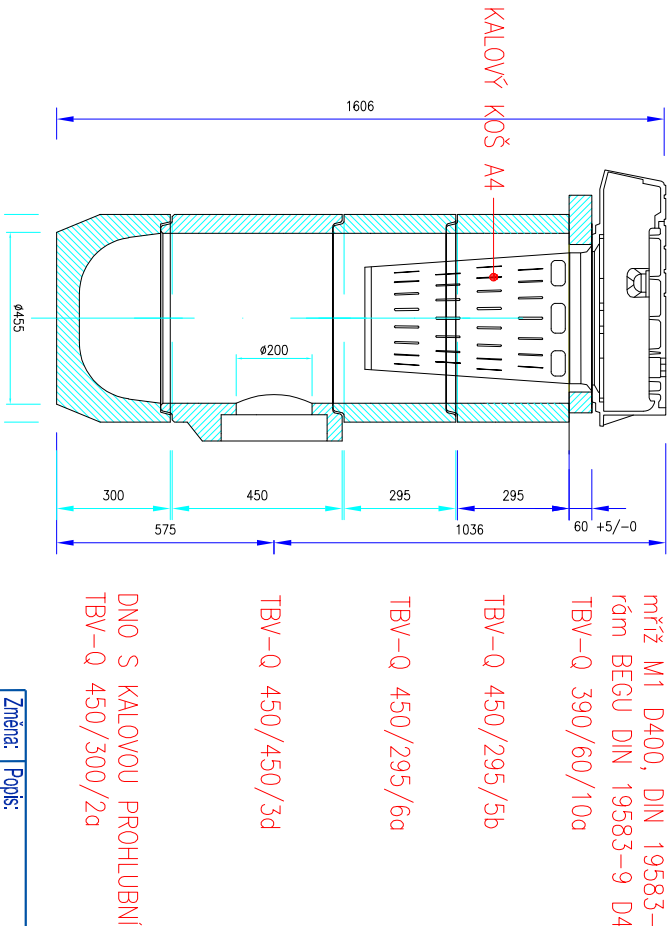 KALOVÝ KOŠ A4
1606
ø455
ø200
300
450
295
295
60 +5/-0
575
1036
mříž M1 D400, DIN 19583-
rám BEGU DIN 19583-9 D4
TBV-Q 390/60/10a
TBV-Q 450/295/5b
TBV-Q 450/295/6a
TBV-Q 450/450/3d
DNO S KALOVOU PROHLUBNÍ
TBV-Q 450/300/2a
Změna: Popis: